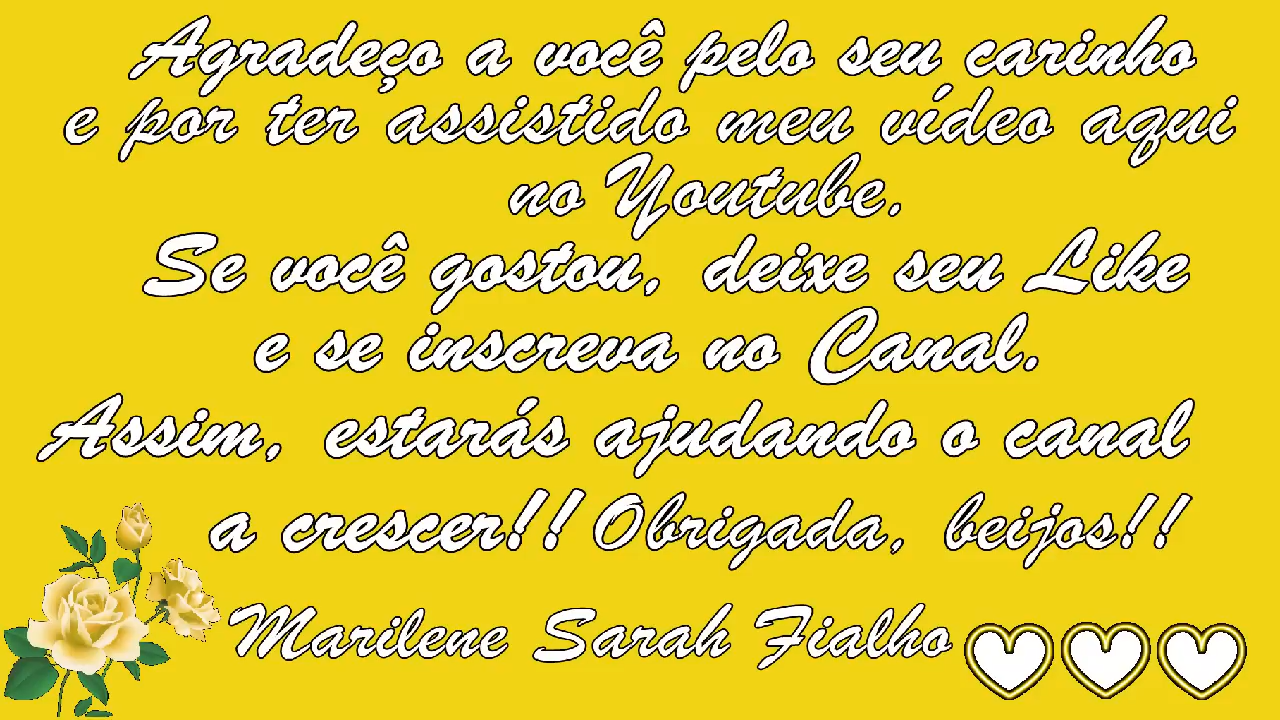 Agradeço a você pelo seu carinho
e por ter assistido meu vídeo aqui
no Youtube.
Se você gostou, deixe seu Like
e se inscreva no Canal.
Assim, estarás ajudando o canal
a crescer!! Obrigada, beijos!!
Marilene Sarah Fialho